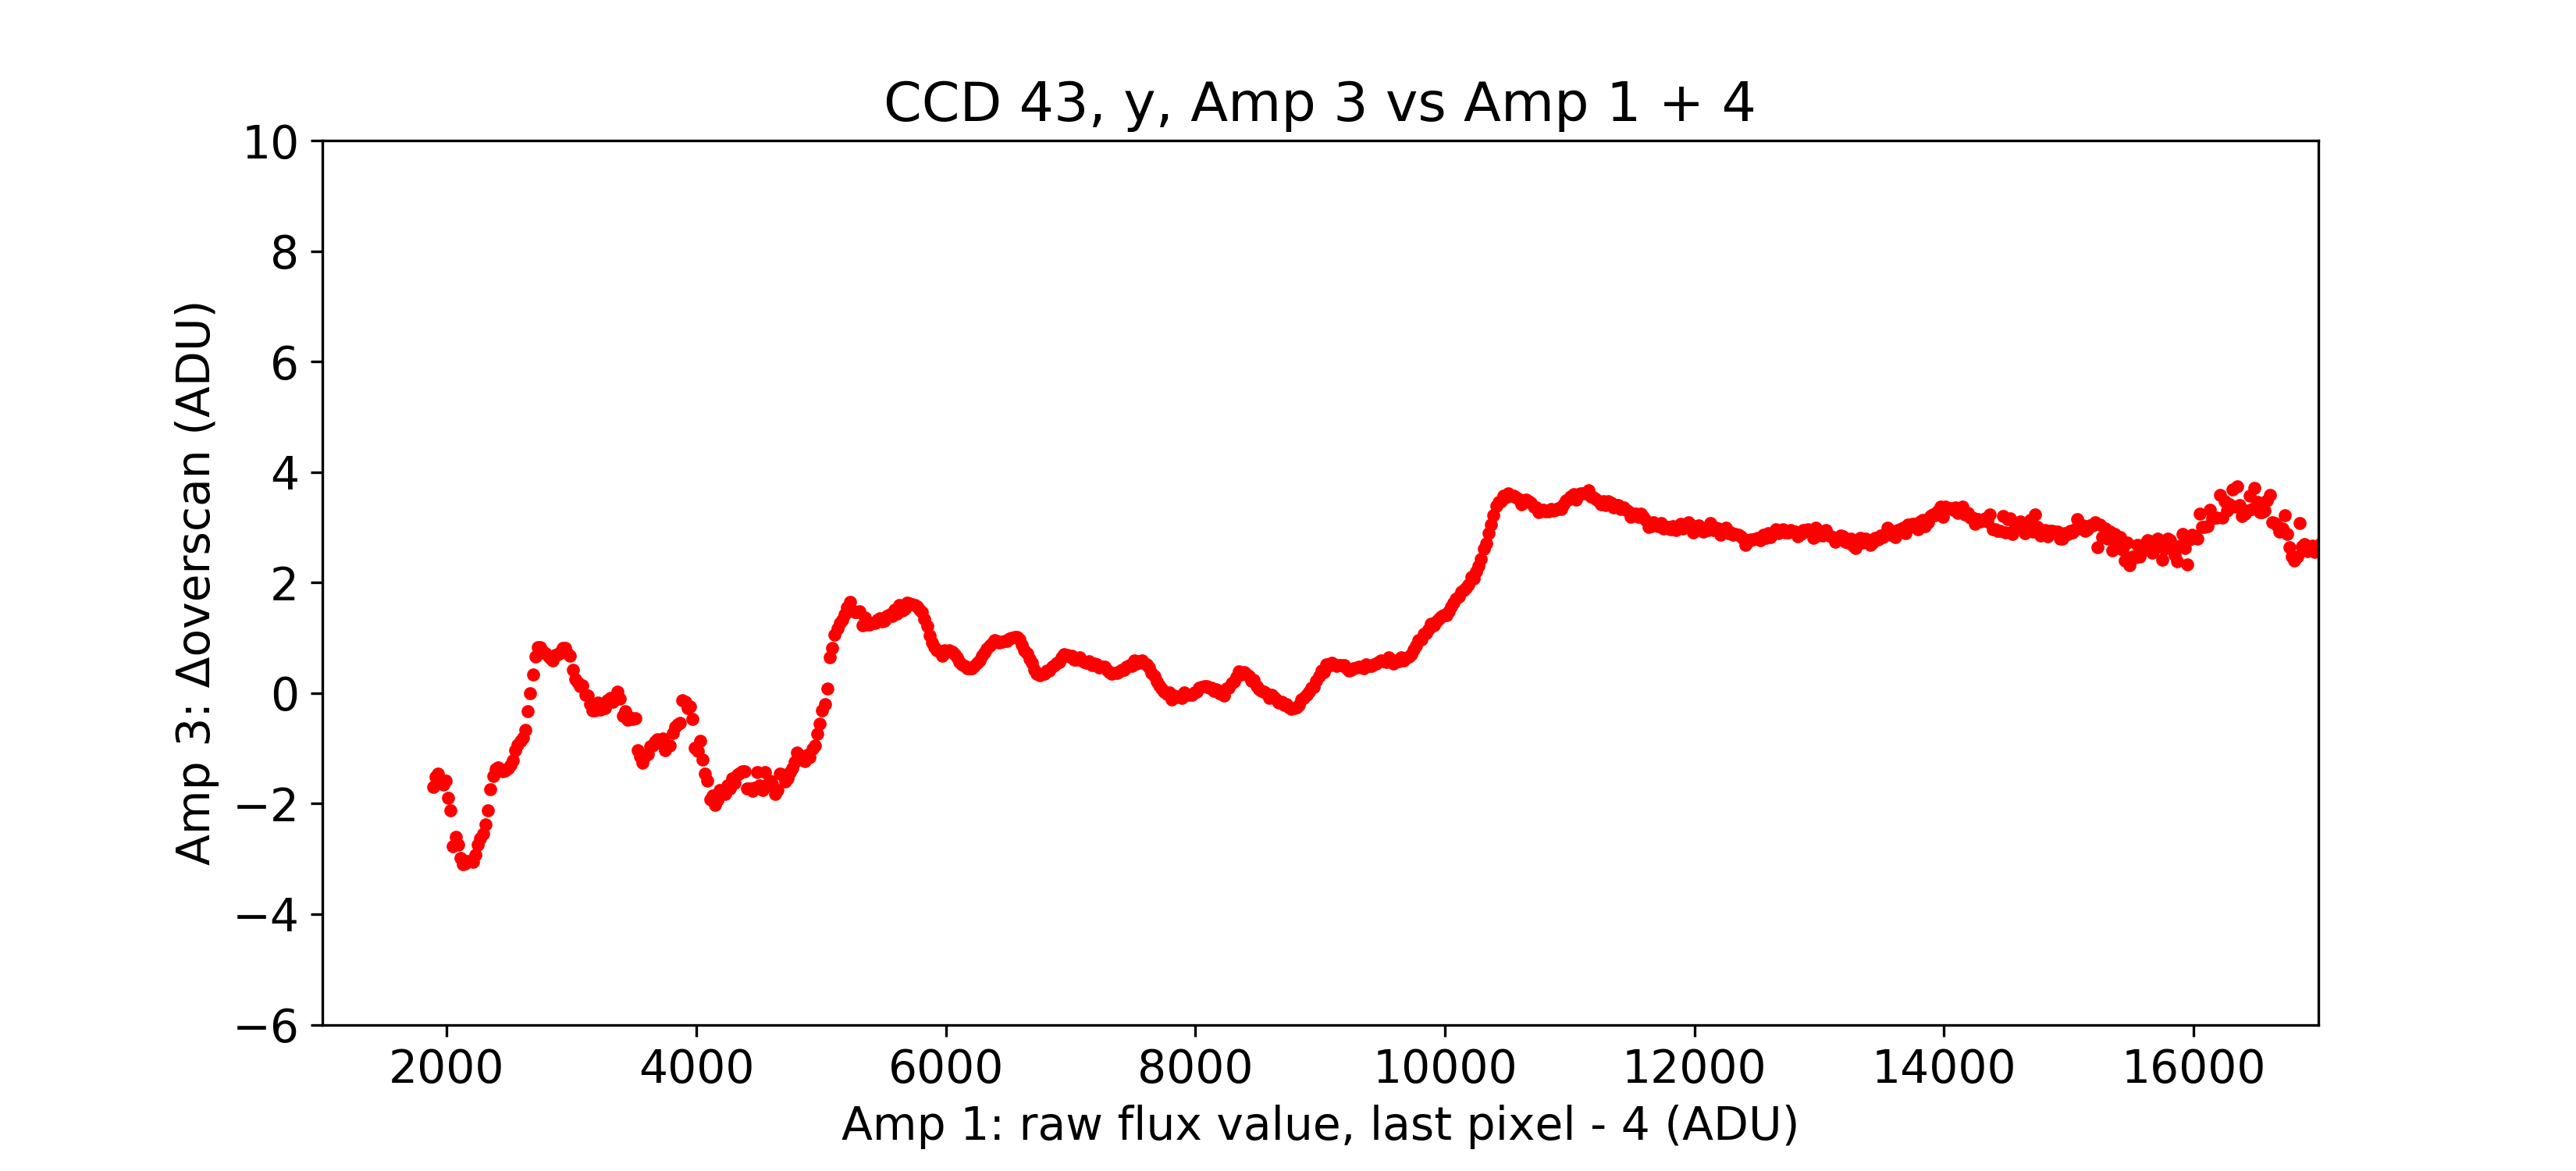 CCD 43, y, Amp 3 vs Amp 1 + 4
10
8
6
4
2
0
−2
−4
−6
Amp 3: Δoverscan (ADU)
2000 4000 6000 8000 10000 12000 14000 16000
Amp 1: raw flux value, last pixel - 4 (ADU)